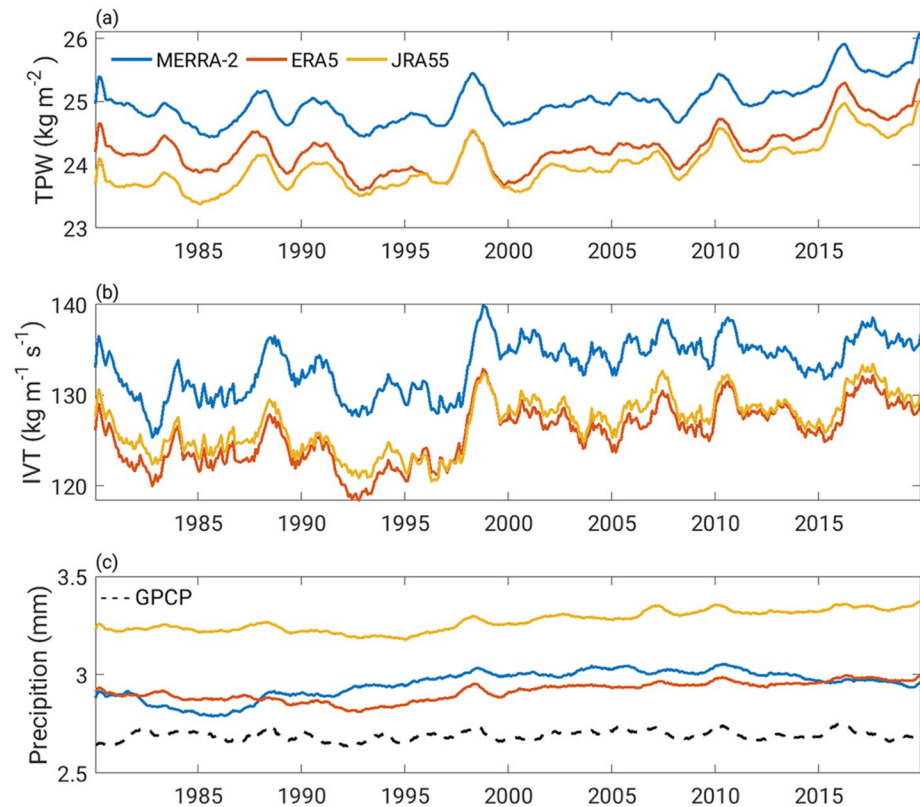 (a)
26
25
24
23
TPW (kg m-2)
MERRA-2 ERA5 JRA55
1985 1990 1995 2000 2005 2010 2015
(b)
140
130
120
IVT (kg m-1 s-1)
1985 1990 1995 2000 2005 2010 2015
(c)
3.5
3
2.5
Precipition (mm)
GPCP
1985 1990 1995 2000 2005 2010 2015